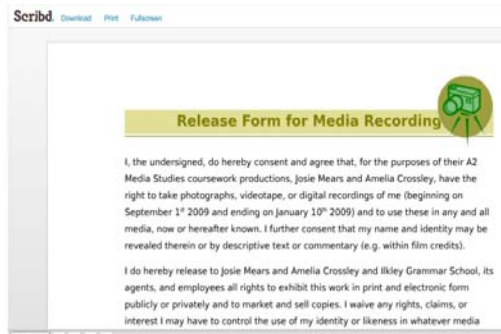 Scribd. Download Print Fullscreen
Release Form for Media Recording
I, the undersigned, do hereby consent and agree that, for the purposes of their A2
Media Studies coursework productions, Josie Mears and Amelia Crossley, have the
right to take photographs, videotape, or digital recordings of me (beginning on
September 1st 2009 and ending on January 10th 2009) and to use these in any and all
media, now or hereafter known. I further consent that my name and identity may be
revealed therein or by descriptive text or commentary (e.g. within film credits).
I do hereby release to Josie Mears and Amelia Crossley and Ilkley Grammar School, its
agents, and employees all rights to exhibit this work in print and electronic form
publicly or privately and to market and sell copies. I waive any rights, claims, or
interest I may have to control the use of my identity or likeness in whatever media